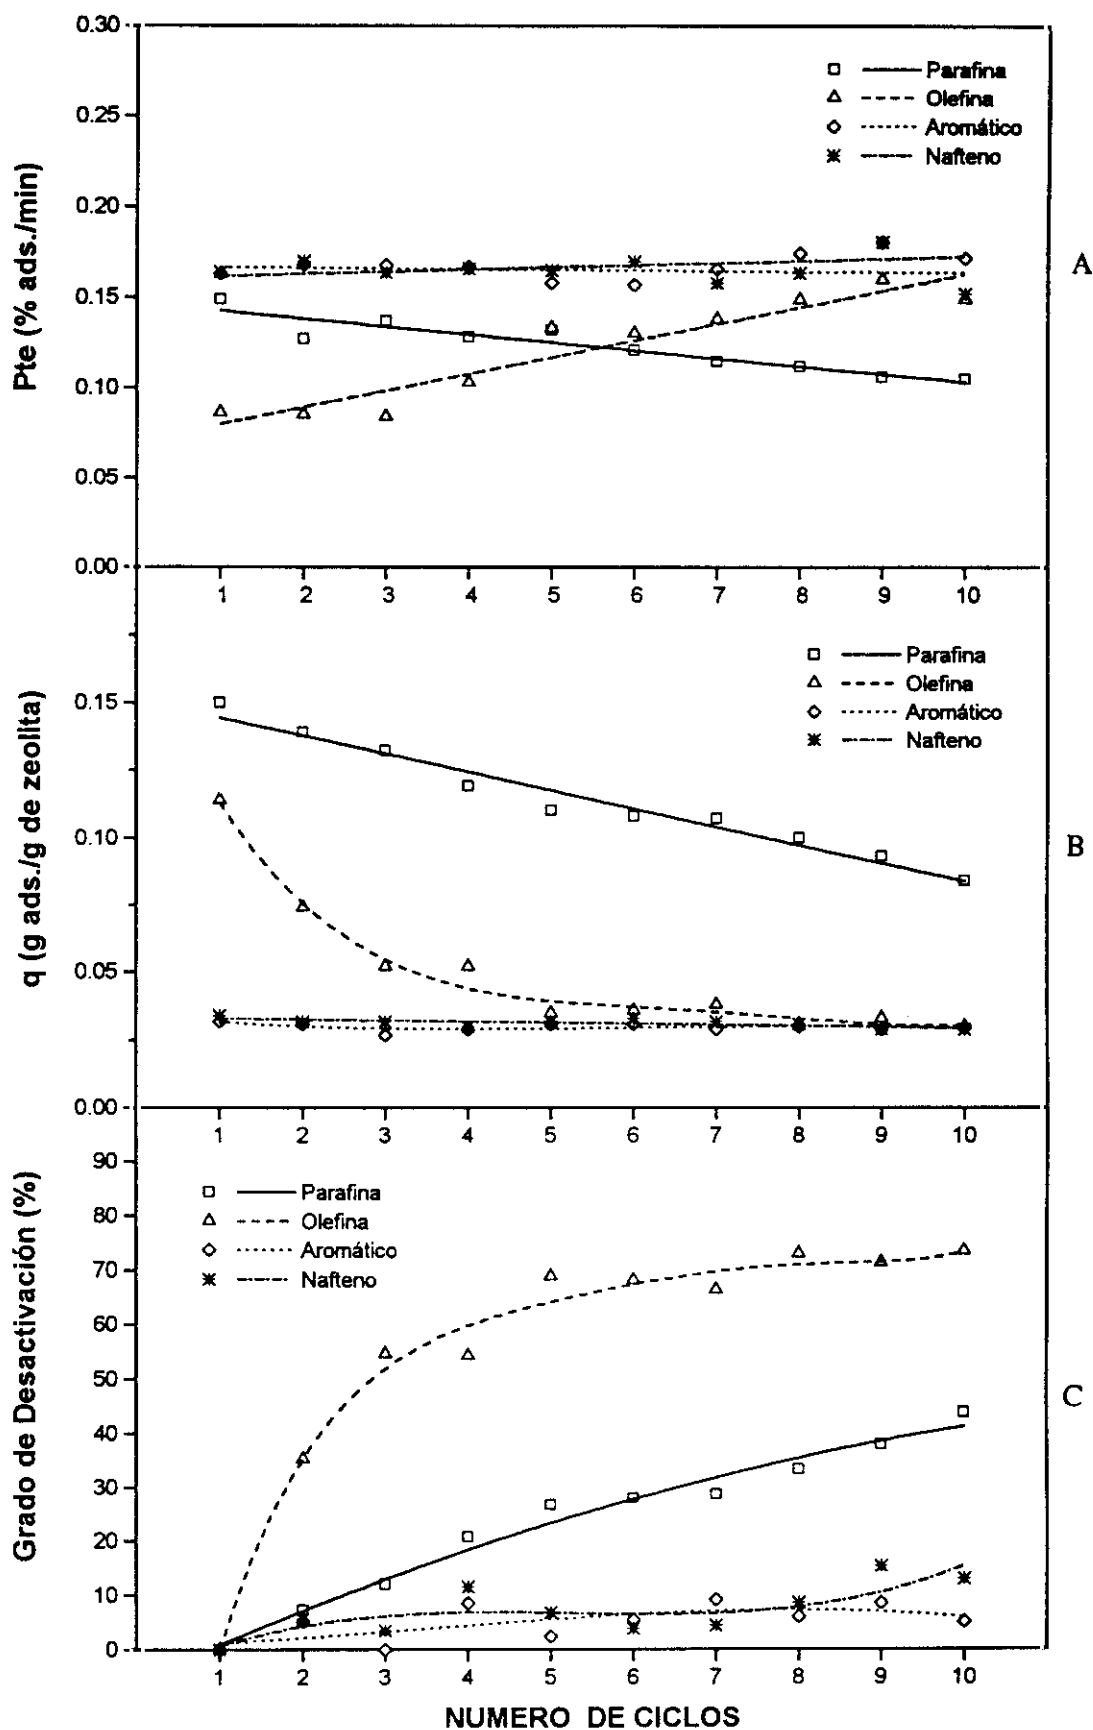 0.30
Parafina
Olefina
Aromático
Nafteno
0.25
0.20
0.15
0.10
0.05
0.00
Pte (% ads./min)
A
1 2 3 4 5 6 7 8 9 10
Parafina
Olefina
Aromático
Nafteno
0.15
0.10
0.05
0.00
q (g ads./g de zeolita)
B
1 2 3 4 5 6 7 8 9 10
90
80
70
60
50
40
30
20
10
0
Parafina
Olefina
Aromático
Nafteno
Grado de Desactivación (%)
C
1 2 3 4 5 6 7 8 9 10
NUMERO DE CICLOS